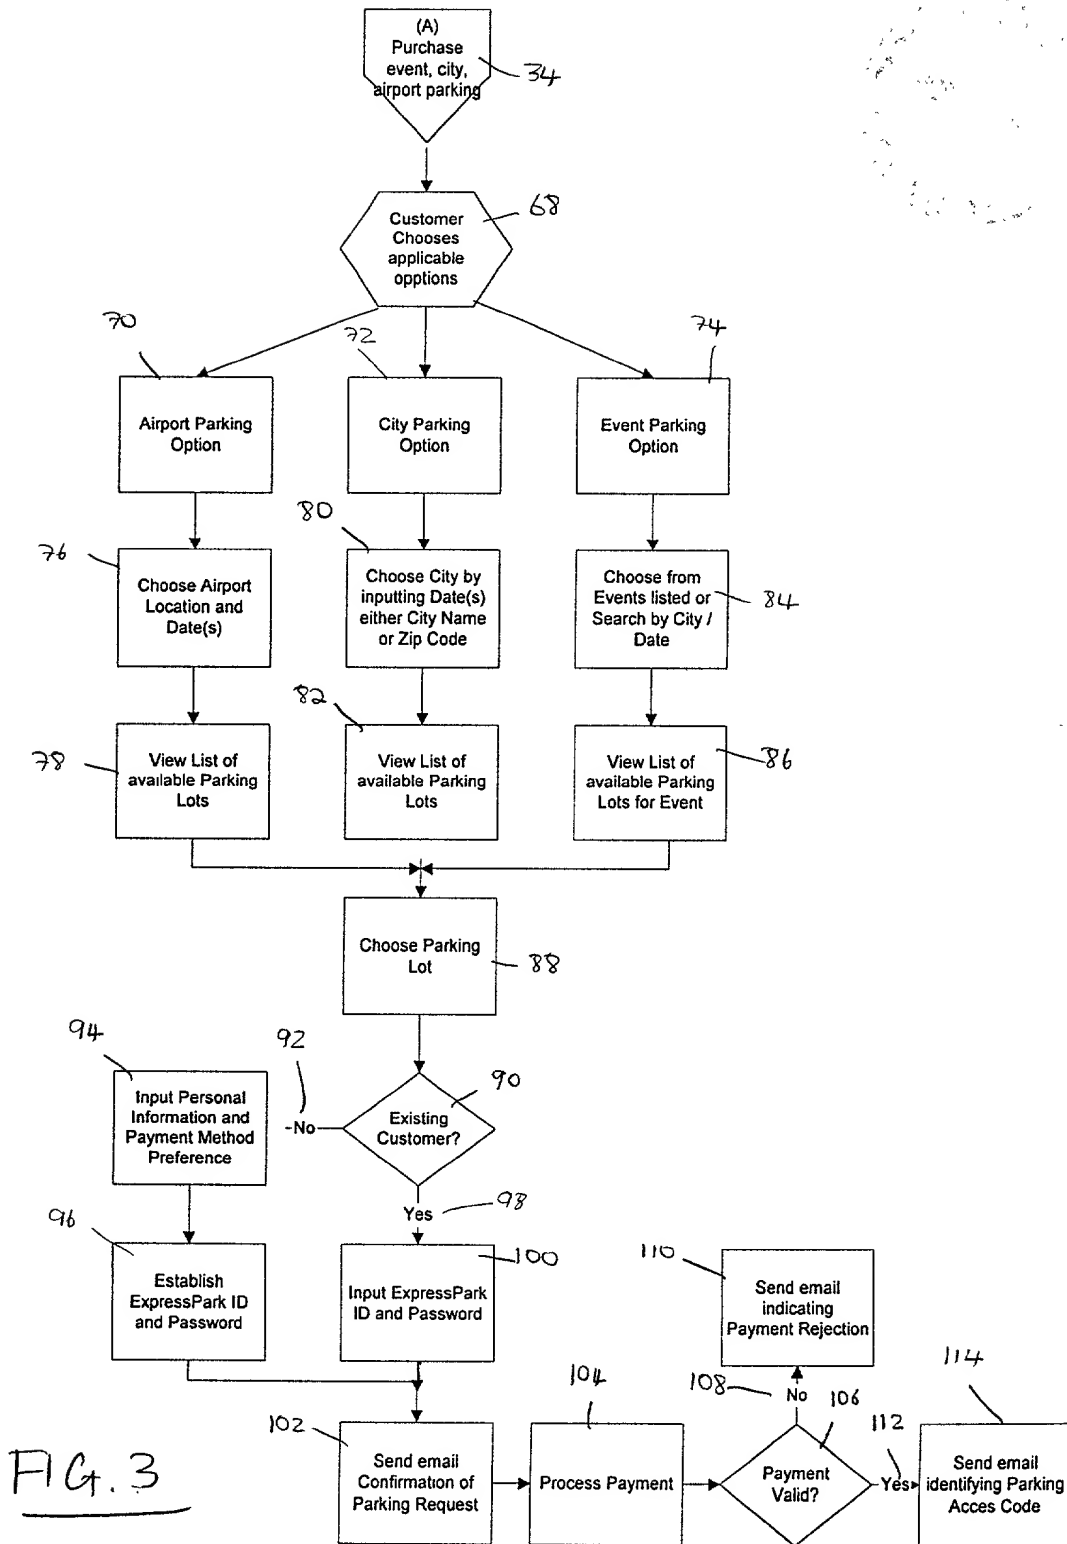 (A)
Purchase
event, city,
airport parking
34
Customer
Chooses
applicable
opptions
68
70
72
74
Airport Parking
Option
City Parking
Option
Event Parking
Option
76
80
Choose Airport
Location and
Date(s)
Choose City by
inputting Date(s)
either City Name
or Zip Code
Choose from
Events listed or
Search by City /
Date
84
78
82
View List of
available Parking
Lots
View List of
available Parking
Lots
View List of
available Parking
Lots for Event
86
Choose Parking
Lot
88
94
92
90
Input Personal
Information and
Payment Method
Preference
-No
Existing
Customer?
Yes
98
96
100
Establish
ExpressPark ID
and Password
Input ExpressPark
ID and Password
110
Send email
indicating
Payment Rejection
102
104
108
No
106
112
114
Send email
Confirmation of
Parking Request
Process Payment
Payment
Valid?
Yes
Send email
identifying Parking
Acces Code
FIG. 3